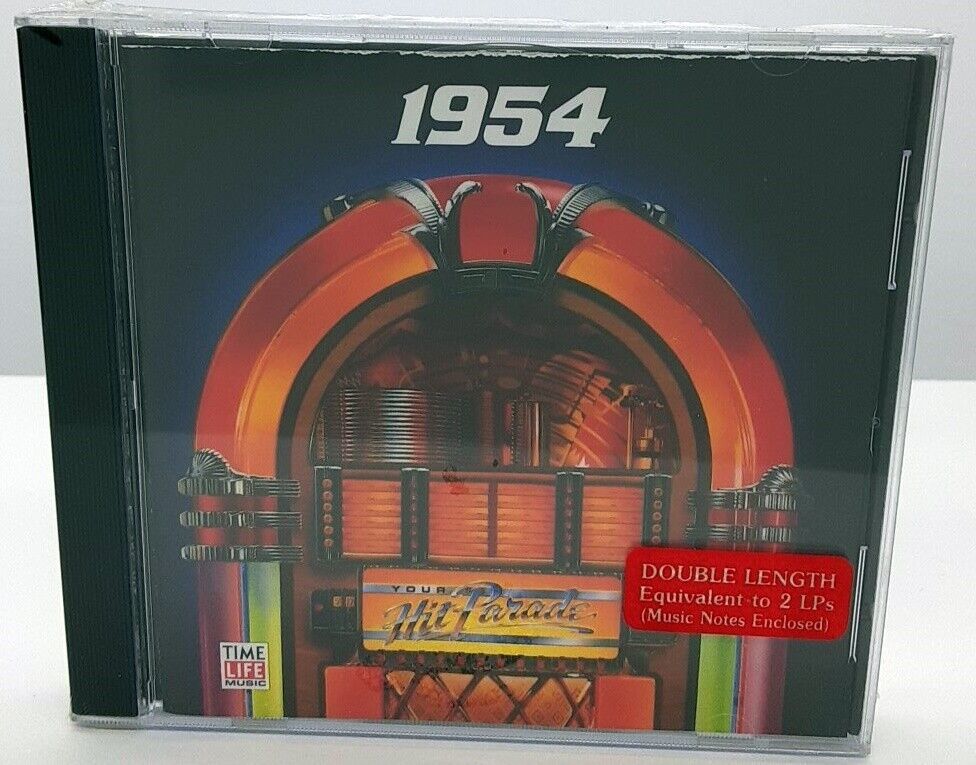 1954
DOUBLE LENGTH
Equivalent to 2 LPs
(Music Notes Enclosed)
YOUR
Hit Parade
TIME
LIFE
MUSIC